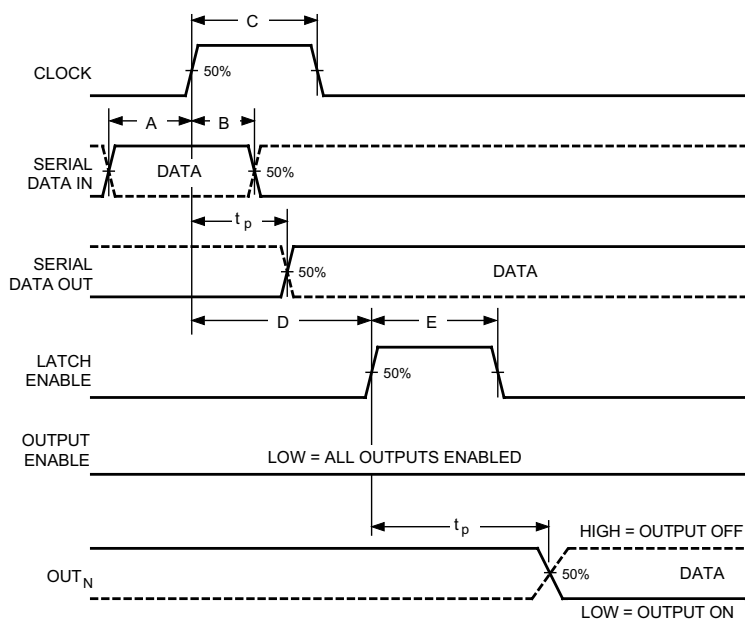 C
CLOCK
50%
A
B
SERIAL
DATA IN
DATA
50%
t p
SERIAL
DATA OUT
50%
DATA
D
E
LATCH
ENABLE
50%
OUTPUT
ENABLE
LOW = ALL OUTPUTS ENABLED
t p
HIGH = OUTPUT OFF
OUT N
50%
DATA
LOW = OUTPUT ON